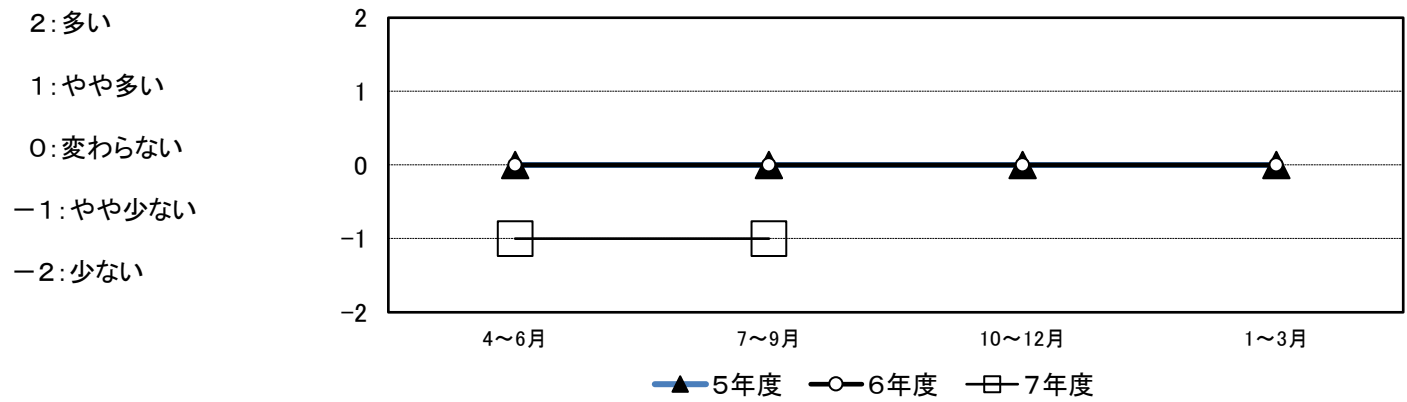 ２：多い
１：やや多い
０：変わらない
－１：やや少ない
－２：少ない
2
1
0
-1
-2
4～6月
7～9月
10～12月
1～3月
５年度
６年度
７年度